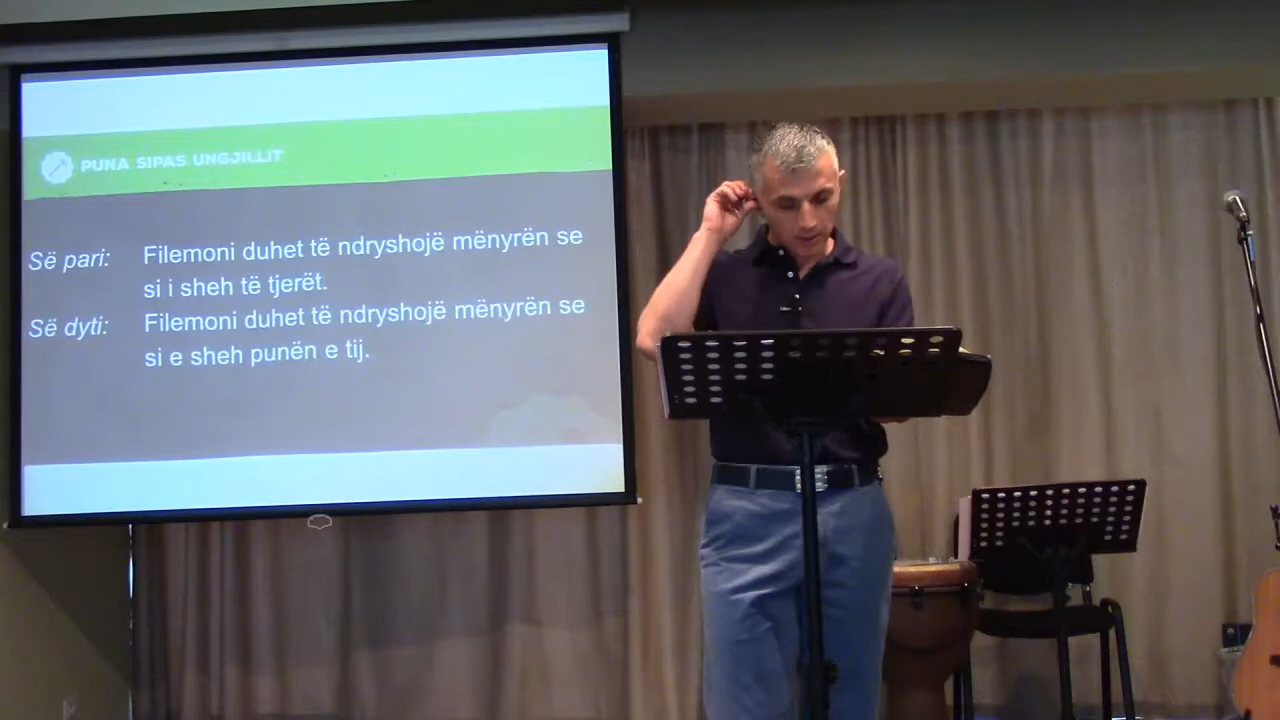 PUNA SIPAS UNGJILLIT
Së pari: Filemoni duhet të ndryshojë mënyrën se
si i sheh të tjerët.
Së dyti: Filemoni duhet të ndryshojë mënyrën se
si e sheh punën e tij.